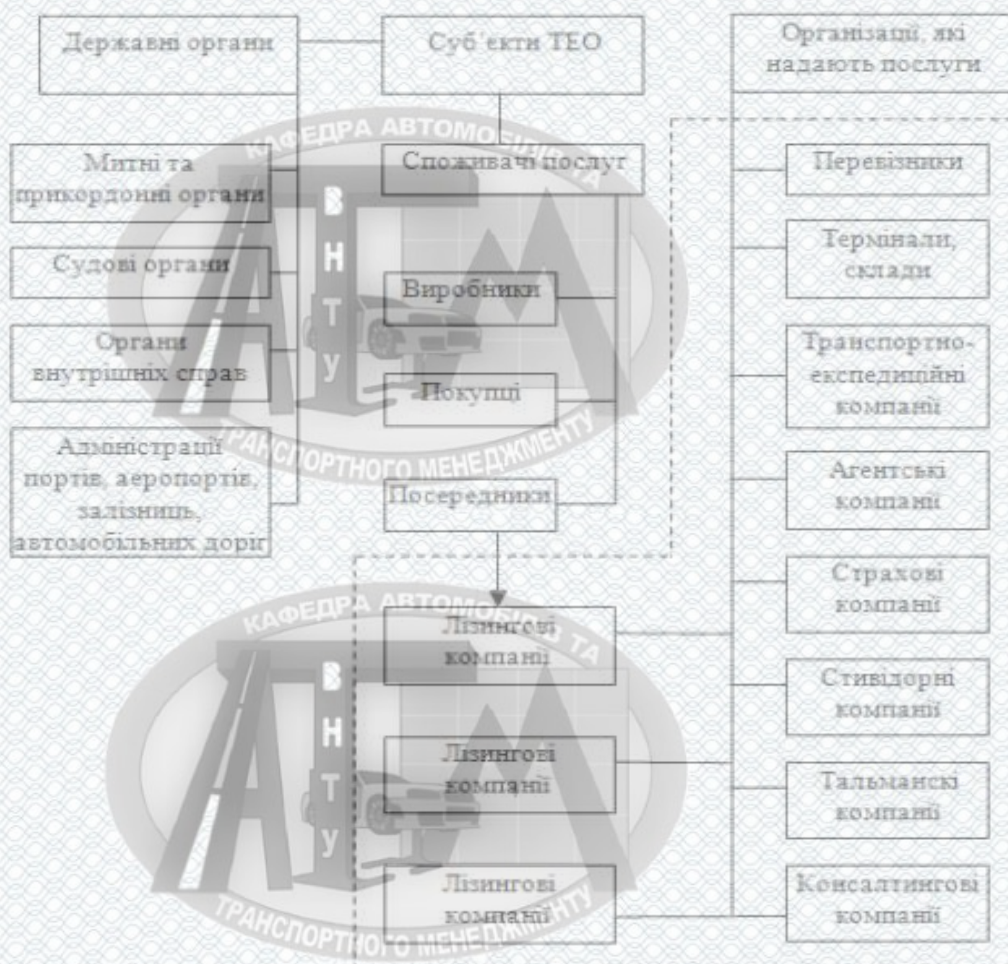 Державні органи
Суб'єкти ТЕО
Організації, які
надають послуги
Митні та
прикордонні органи
Судові органи
Органи
внутрішніх справ
Адміністрації
портів, аеропортів,
залізниць,
автомобільних доріг
Споживачі послуг
Виробники
Покупці
Посередники
Лізингові
компанії
Лізингові
компанії
Лізингові
компанії
Перевізники
Термінали,
склади
Транспортно-
експедиційні
компанії
Агентські
компанії
Страхові
компанії
Стивідорні
компанії
Тальманскі
компанії
Консалтингові
компанії
КАФЕДРА АВТОМОБІЛІВ ТА
ВНТУ
ТРАНСПОРТНОГО МЕНЕДЖМЕНТУ
КАФЕДРА АВТОМОБІЛІВ ТА
ВНТУ
ТРАНСПОРТНОГО МЕНЕДЖМЕНТУ